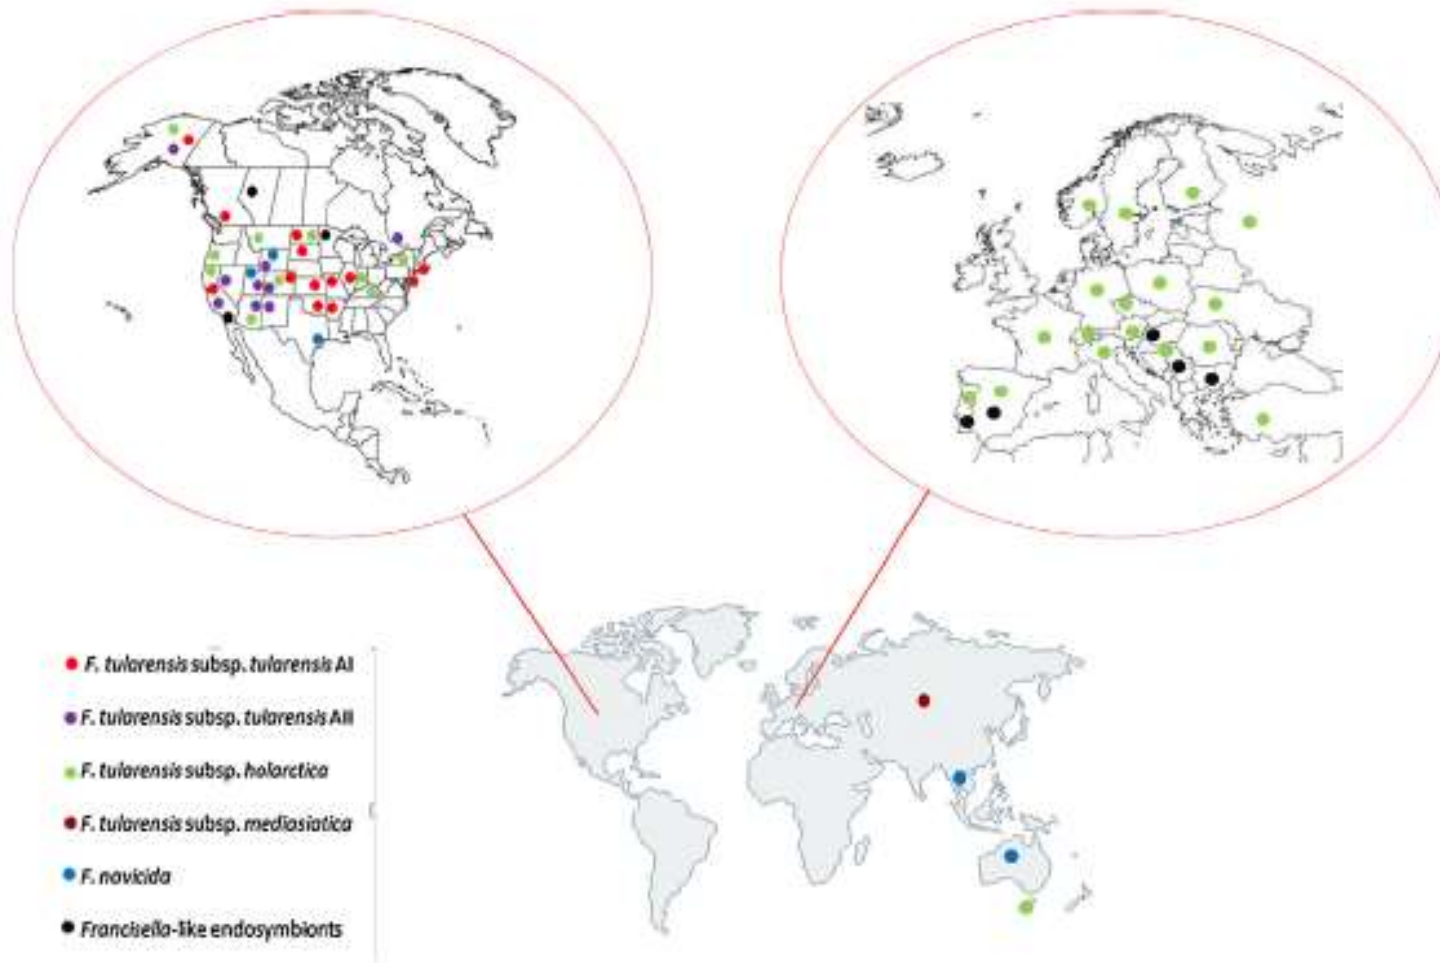 F. tularensis subsp. tularensis AI
F. tularensis subsp. tularensis AII
F. tularensis subsp. holarctica
F. tularensis subsp. mediasiatica
F. novicida
Francisella-like endosymbionts